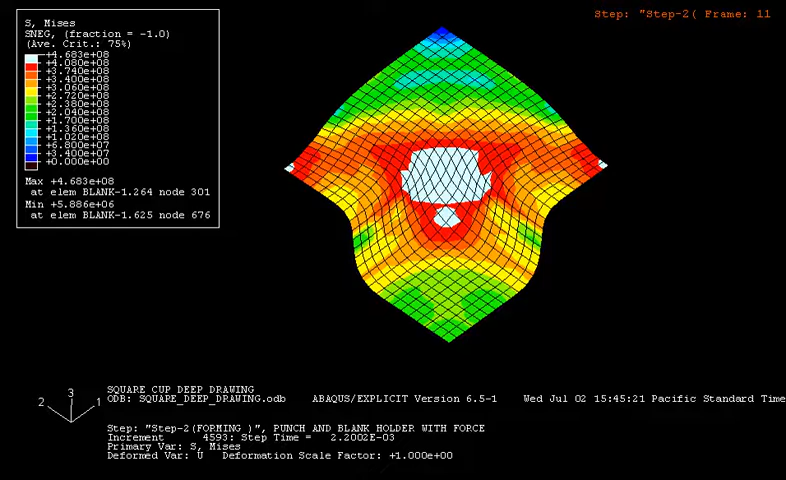 Step: "Step-2( Frame: 11
S, Mises
SNEG, (fraction = -1.0)
(Ave. Crit.: 75%)
+4.683e+08
+4.080e+08
+3.740e+08
+3.400e+08
+3.060e+08
+2.720e+08
+2.380e+08
+2.040e+08
+1.700e+08
+1.360e+08
+1.020e+08
+6.800e+07
+3.400e+07
+0.000e+00
Max +4.683e+08
at elem BLANK-1.264 node 301
Min +5.886e+06
at elem BLANK-1.625 node 676
3
2
1
SQUARE CUP DEEP DRAWING
ODB: SQUARE_DEEP_DRAWING.odb ABAQUS/EXPLICIT Version 6.5-1 Wed Jul 02 15:45:21 Pacific Standard Time
Step: "Step-2(FORMING )", PUNCH AND BLANK HOLDER WITH FORCE
Increment 4593: Step Time = 2.2002E-03
Primary Var: S, Mises
Deformed Var: U Deformation Scale Factor: +1.000e+00